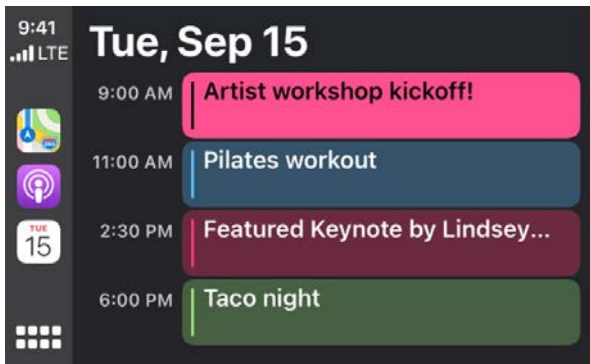 9:41
LTE
Tue, Sep 15
9:00 AM Artist workshop kickoff!
11:00 AM Pilates workout
2:30 PM Featured Keynote by Lindsey...
6:00 PM Taco night
TUE
15